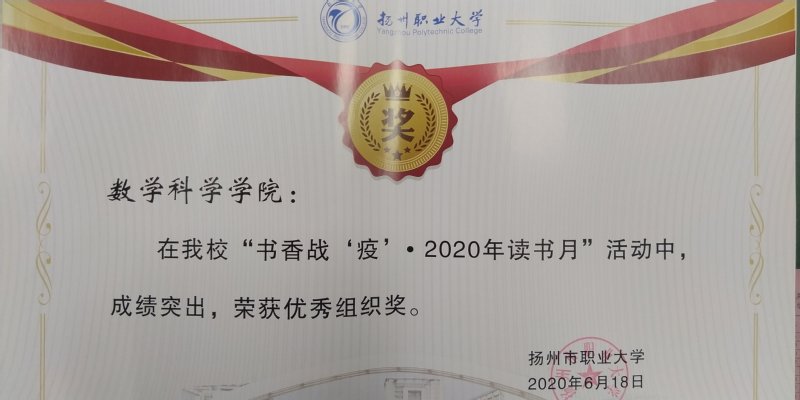 扬州职业大学
Yangzhou Polytechnic College
奖
数学科学学院：
在我校“书香战‘疫’·2020年读书月”活动中，
成绩突出，荣获优秀组织奖。
扬州市职业大学
2020年6月18日